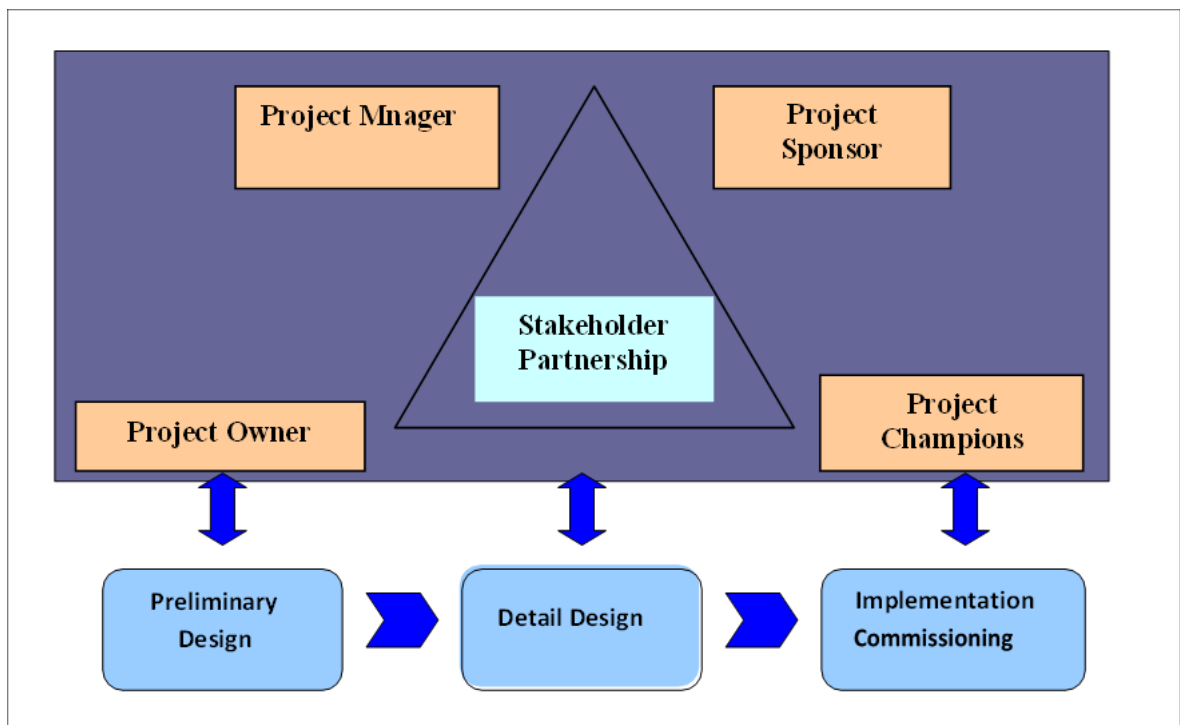 Project Mnager
Project
Sponsor
Stakeholder
Partnership
Project Owner
Project
Champions
Preliminary
Design
Detail Design
Implementation
Commissioning